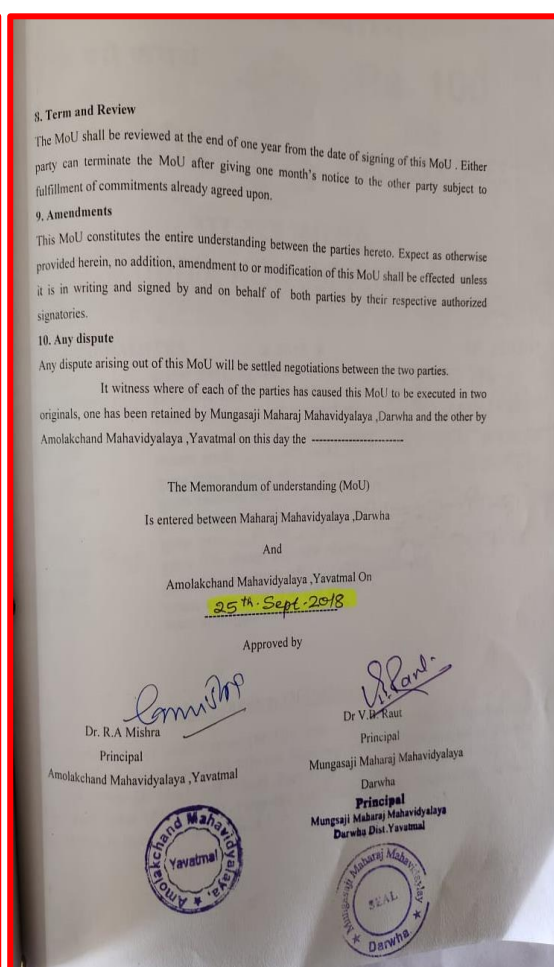 8. Term and Review
The MoU shall be reviewed at the end of one year from the date of signing of this MoU . Either
party can terminate the MoU after giving one month's notice to the other party subject to
fulfillment of commitments already agreed upon.
9. Amendments
This MoU constitutes the entire understanding between the parties hereto. Expect as otherwise
provided herein, no addition, amendment to or modification of this MoU shall be effected unless
it is in writing and signed by and on behalf of both parties by their respective authorized
signatories.
10. Any dispute
Any dispute arising out of this MoU will be settled negotiations between the two parties.
It witness where of each of the parties has caused this MoU to be executed in two
originals, one has been retained by Mungasaji Maharaj Mahavidyalaya ,Darwha and the other by
Amolakchand Mahavidyalaya ,Yavatmal on this day the -------------------------
The Memorandum of understanding (MoU)
Is entered between Maharaj Mahavidyalaya ,Darwha
And
Amolakchand Mahavidyalaya ,Yavatmal On
25th. Sept. 2018
Approved by
Dr. R.A Mishra
Principal
Amolakchand Mahavidyalaya ,Yavatmal
Amolakchand Mahavidyalaya,
Yavatmal
Dr V.B. Raut
Principal
Mungasaji Maharaj Mahavidyalaya
Darwha
Principal
Mungsaji Maharaj Mahavidyalaya
Darwha Dist.Yavatmal
Mungasaji Maharaj Mahavidyalay
SEAL
Darwha.